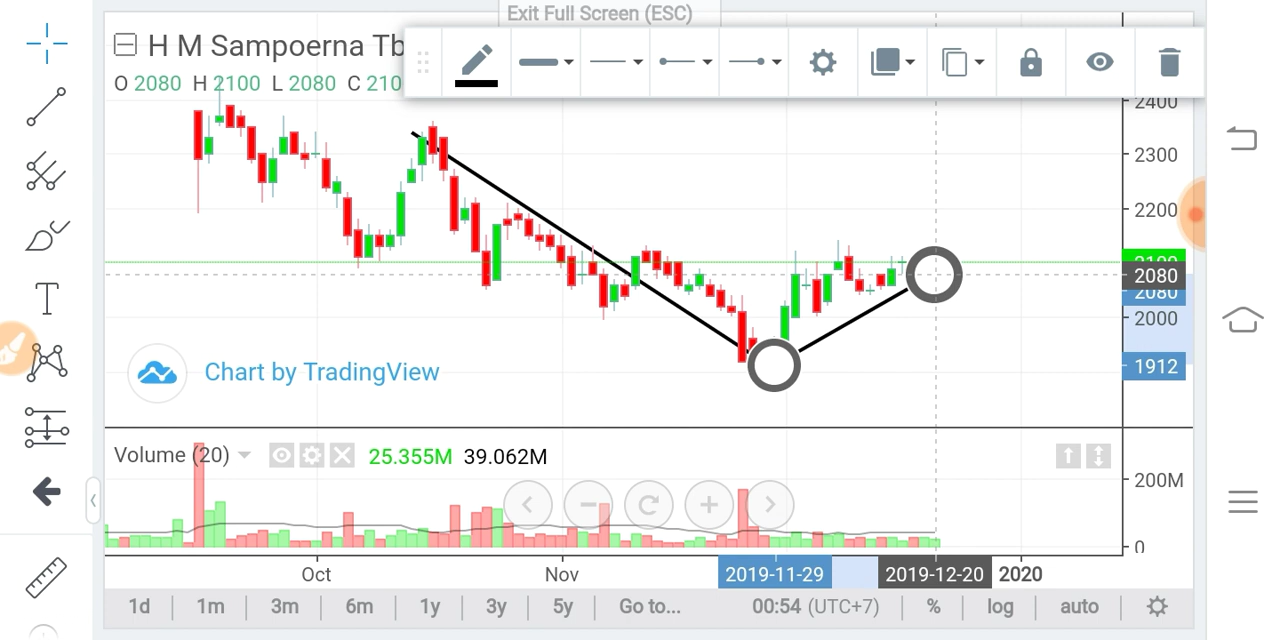 Exit Full Screen (ESC)
H M Sampoerna Tb
O 2080 H 2100 L 2080 C 210
2400
2300
2200
2100
2080
2080
2000
1912
Chart by TradingView
Volume (20) 25.355M 39.062M
200M
0
Oct Nov 2019-11-29 2019-12-20 2020
1d 1m 3m 6m 1y 3y 5y Go to... 00:54 (UTC+7) % log auto